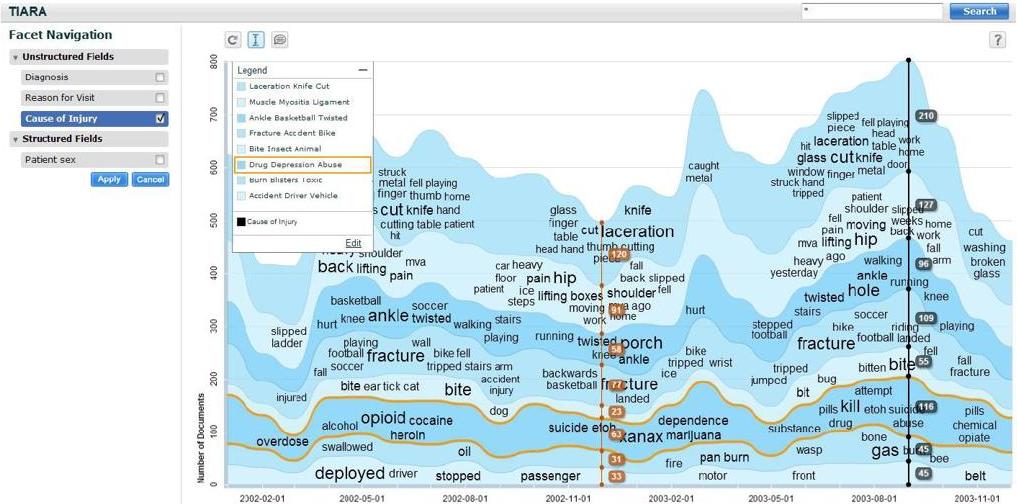 TIARA
*
Search
Facet Navigation
Unstructured Fields
Diagnosis
Reason for Visit
Cause of Injury
Structured Fields
Patient sex
Apply Cancel
?
Legend
Laceration Knife Cut
Muscle Myositis Ligament
Ankle Basketball Twisted
Fracture Accident Bike
Bite Insect Animal
Drug Depression Abuse
Burn Blisters Toxic
Accident Driver Vehicle
Cause of Injury
Edit
Number of Documents
800
700
600
500
400
300
200
100
0
struck
metal fell playing
finger thumb home
cut knife hand
cutting table patient
hit
glass
finger
table cut
head hand
knife
laceration
thumb cutting
caught
metal
slipped
piece fell playing
head
hit laceration table work
glass cut knife home
window finger metal door
struck hand
tripped
210
shoulder
back lifting mva
pain
car heavy
floor pain hip
patient ice
steps lifting boxes
moving
work
120
fall
back slipped
shoulder fell
ago
home
91
patient
shoulder slipped
fell weeks
pain moving back
mva lifting hip
heavy ago
yesterday
127
home
work
fall
arm
cut
washing
broken
glass
basketball
hurt knee ankle twisted
soccer
walking stairs
playing
running twisted porch
knee ankle
58
hurt
walking
ankle
running
twisted hole
stairs soccer
stepped
football
96
knee
slipped
ladder
playing
football fracture
soccer
wall
bike fell
tripped stairs arm
accident
injury
fall
injured
backwards
basketball fracture
landed
77
bike
tripped wrist
ice
bike riding
fracture football landed
tripped
jumped
109
playing
fell
fall
fracture
bite ear tick cat
bite
dog
23
bug
bit
bitten bite
55
overdose
alcohol opioid cocaine
heroin
suicide etoh
63
xanax
dependence
marijuana
substance
attempt
pills kill etoh suicide
drug abuse
116
pills
chemical
opiate
swallowed
oil
31
pan burn
fire
wasp
bone
gas
45
bee
deployed driver
stopped
passenger
33
motor
front
45
belt
2002-02-01 2002-05-01 2002-08-01 2002-11-01 2003-02-01 2003-05-01 2003-08-01 2003-11-01